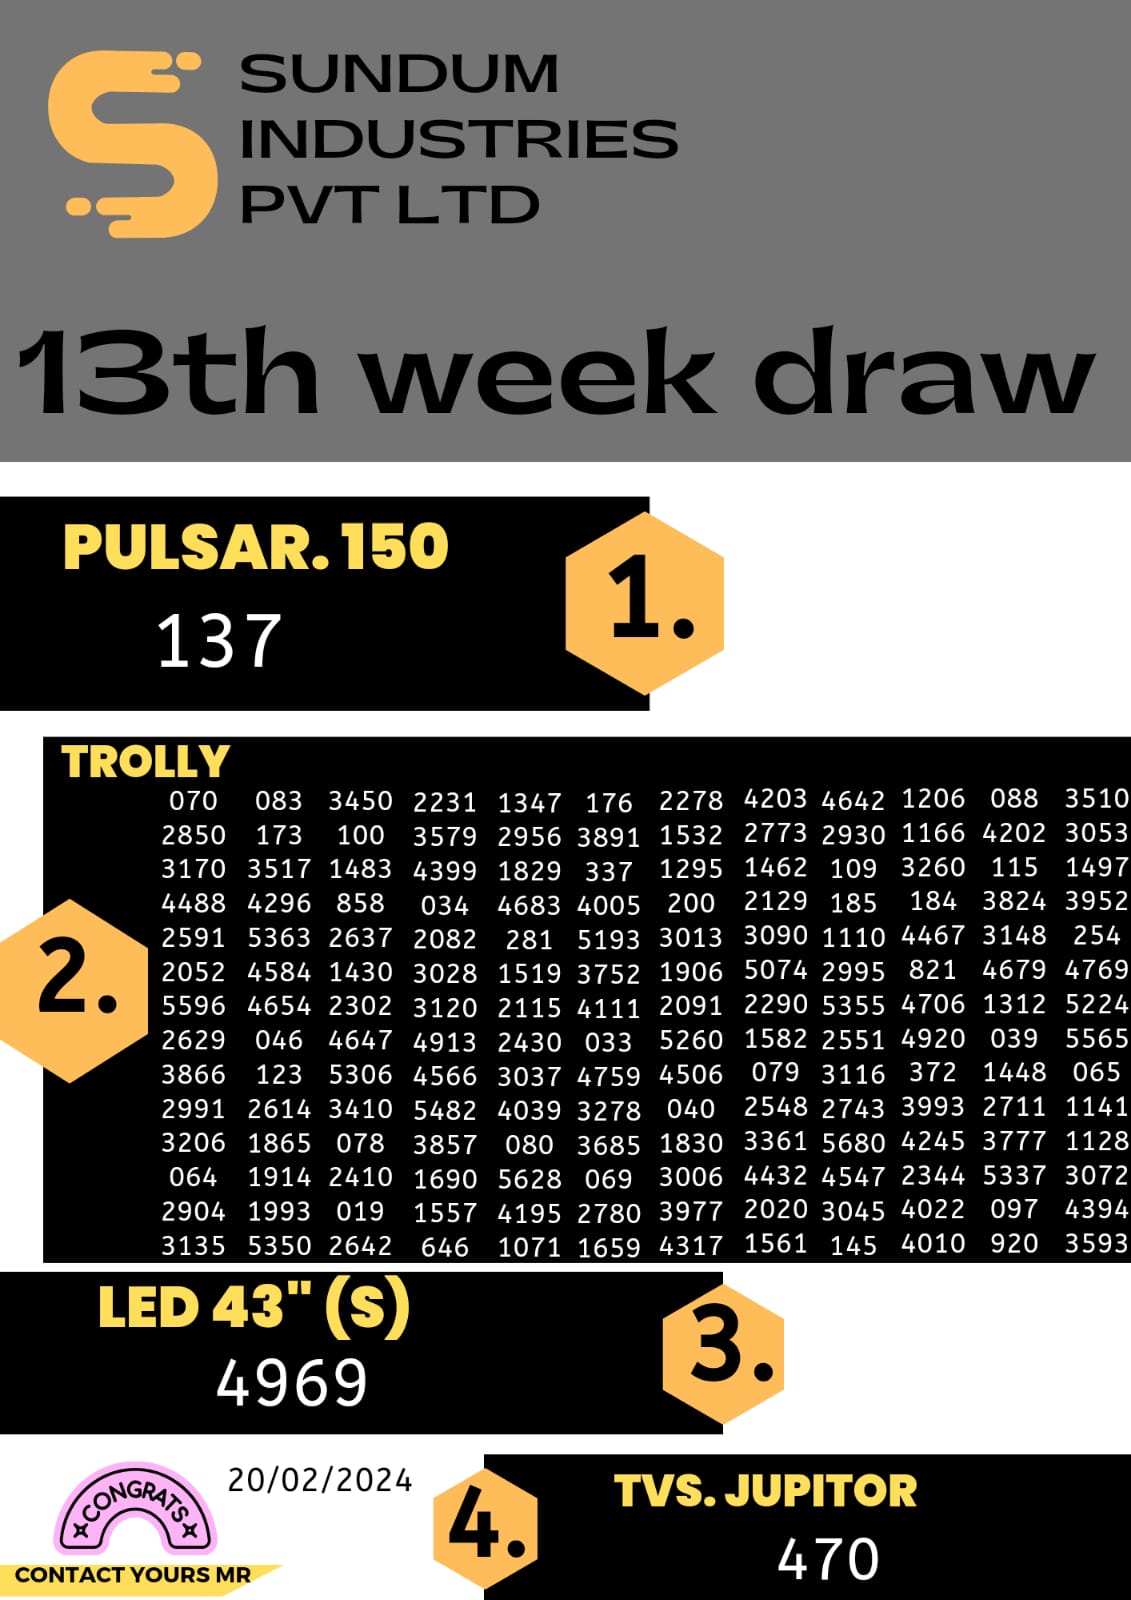 SUNDUM
INDUSTRIES
PVT LTD
13th week draw
PULSAR. 150
137
1.
TROLLY
070 083 3450 2231 1347 176 2278 4203 4642 1206 088 3510
2850 173 100 3579 2956 3891 1532 2773 2930 1166 4202 3053
3170 3517 1483 4399 1829 337 1295 1462 109 3260 115 1497
4488 4296 858 034 4683 4005 200 2129 185 184 3824 3952
2591 5363 2637 2082 281 5193 3013 3090 1110 4467 3148 254
2052 4584 1430 3028 1519 3752 1906 5074 2995 821 4679 4769
5596 4654 2302 3120 2115 4111 2091 2290 5355 4706 1312 5224
2629 046 4647 4913 2430 033 5260 1582 2551 4920 039 5565
3866 123 5306 4566 3037 4759 4506 079 3116 372 1448 065
2991 2614 3410 5482 4039 3278 040 2548 2743 3993 2711 1141
3206 1865 078 3857 080 3685 1830 3361 5680 4245 3777 1128
064 1914 2410 1690 5628 069 3006 4432 4547 2344 5337 3072
2904 1993 019 1557 4195 2780 3977 2020 3045 4022 097 4394
3135 5350 2642 646 1071 1659 4317 1561 145 4010 920 3593
2.
LED 43" (S)
4969
3.
CONGRATS
20/02/2024
CONTACT YOURS MR
4.
TVS. JUPITOR
470